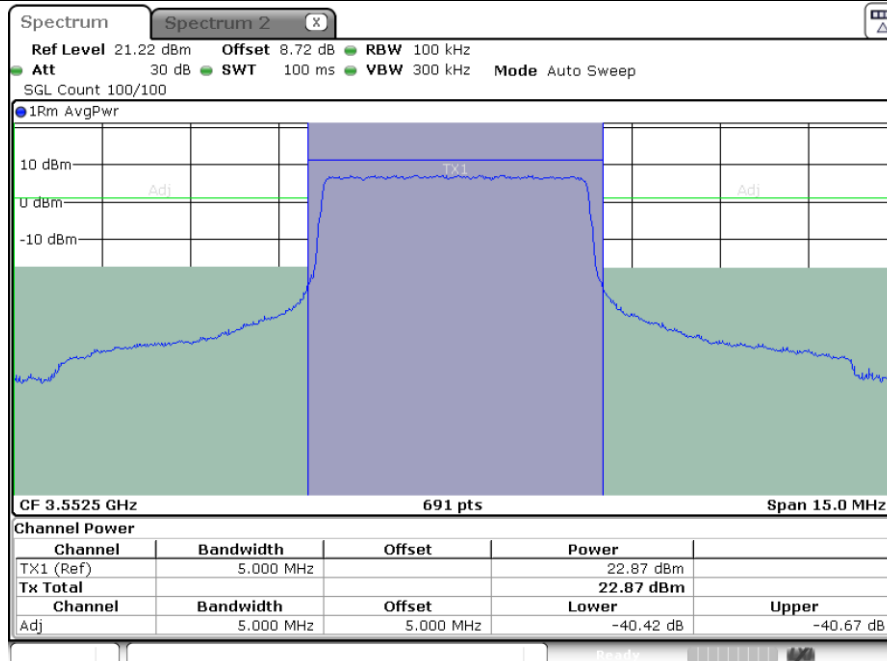 Spectrum Spectrum 2 X
Ref Level 21.22 dBm Offset 8.72 dB RBW 100 kHz
Att 30 dB SWT 100 ms VBW 300 kHz Mode Auto Sweep
SGL Count 100/100
1Rm AvgPwr
TX1
10 dBm
Adj Adj
0 dBm
-10 dBm
CF 3.5525 GHz 691 pts Span 15.0 MHz
Channel Power
Channel Bandwidth Offset Power
TX1 (Ref) 5.000 MHz 22.87 dBm
Tx Total 22.87 dBm
Channel Bandwidth Offset Lower Upper
Adj 5.000 MHz 5.000 MHz -40.42 dB -40.67 dB
Ready